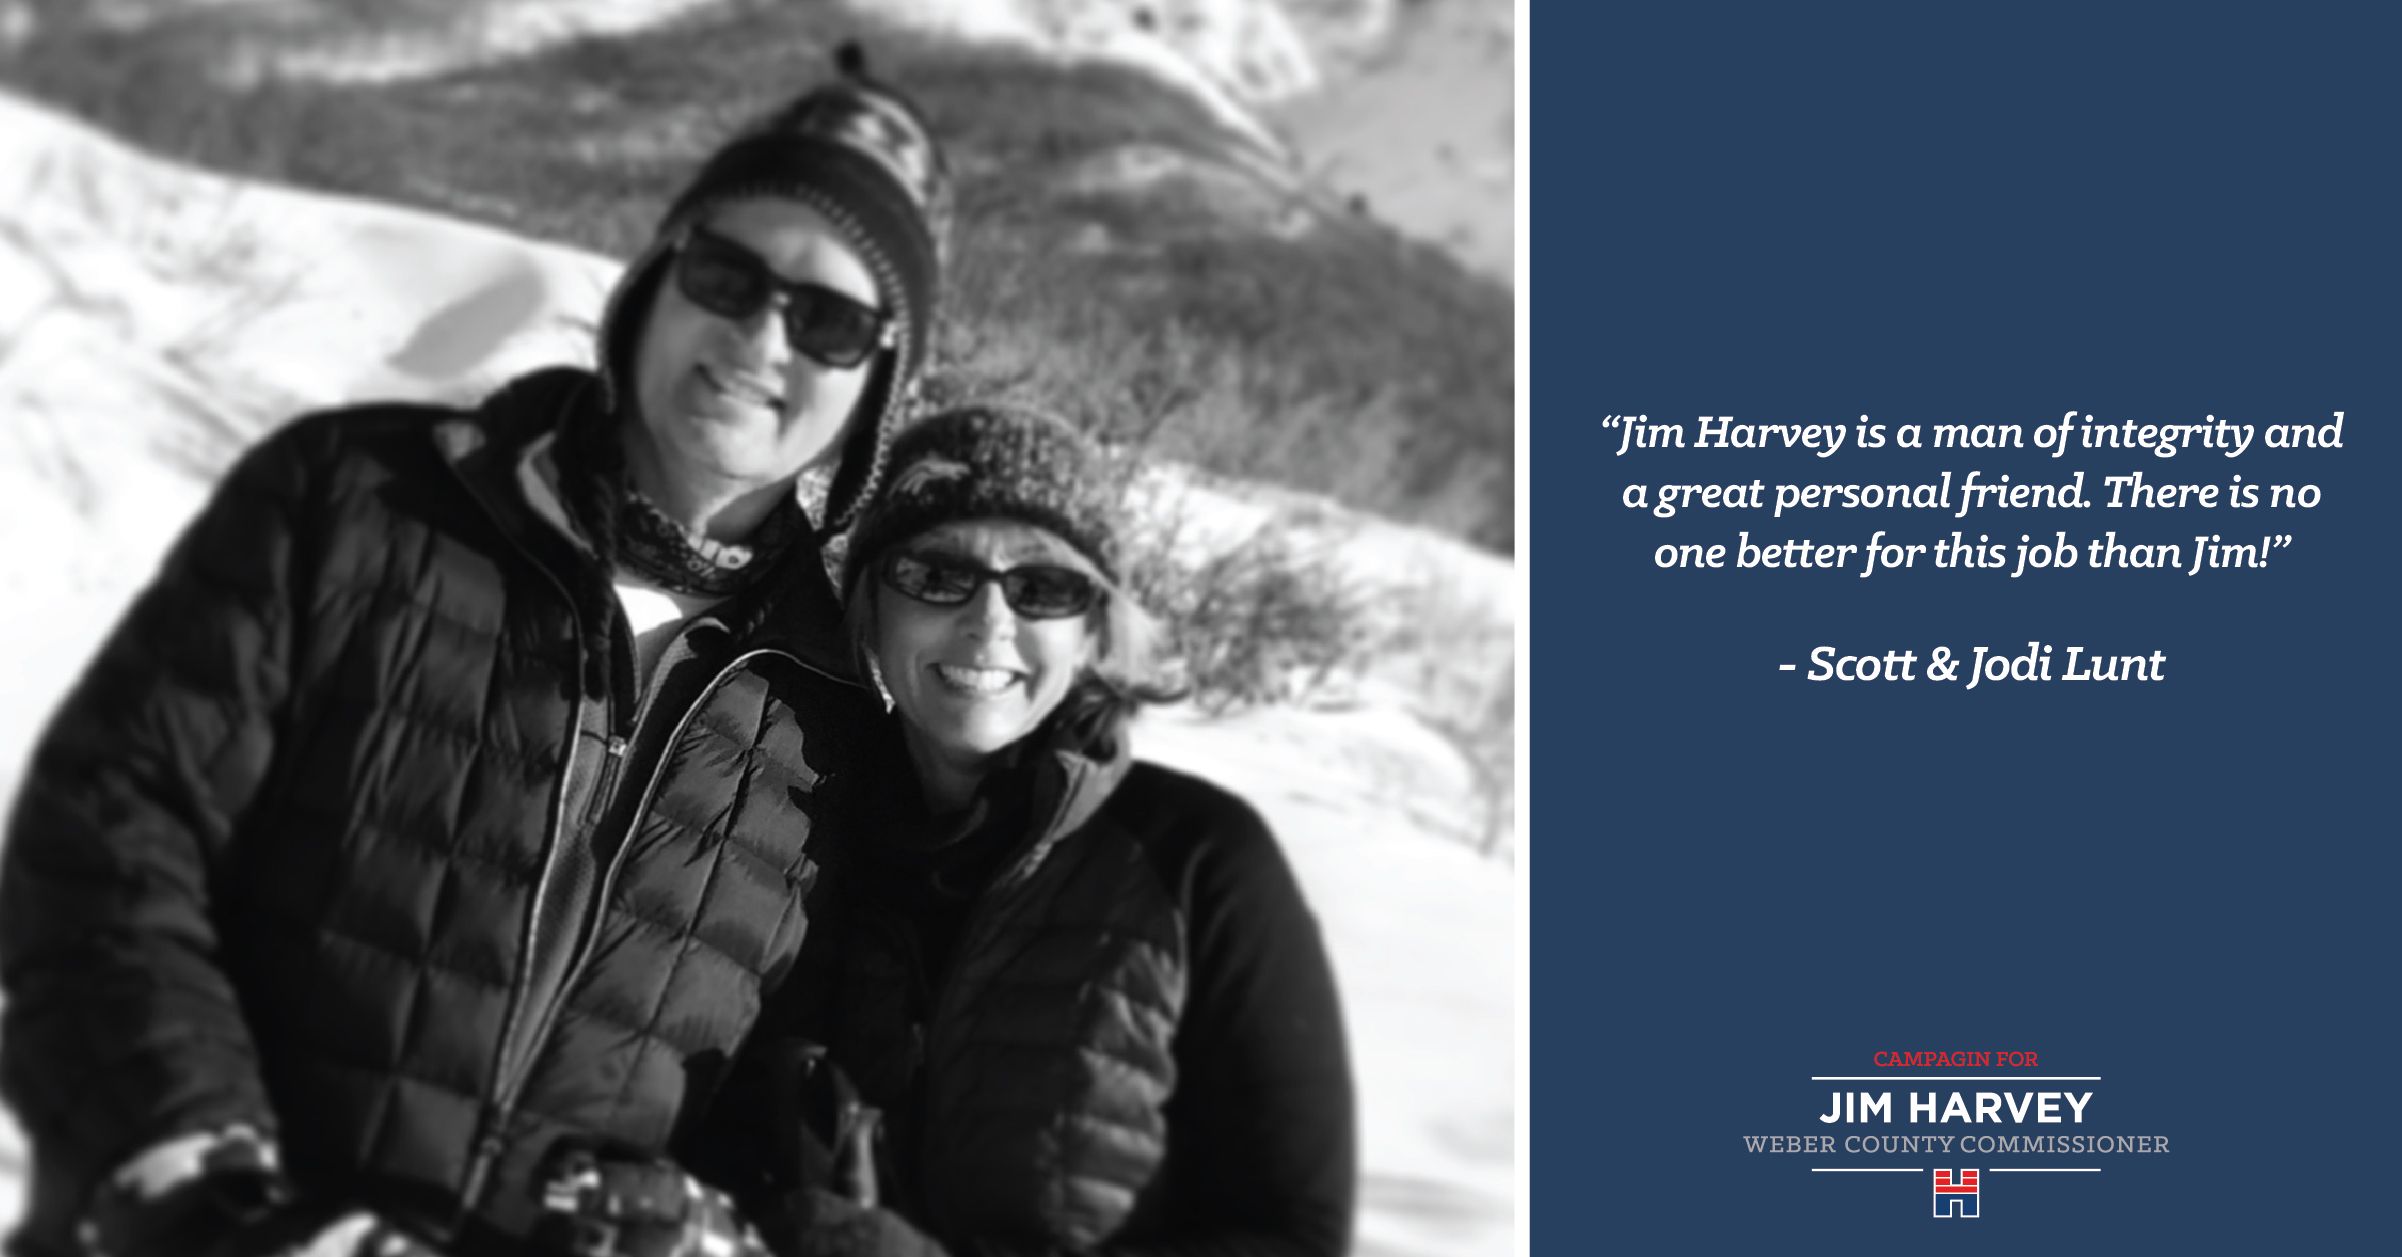 “Jim Harvey is a man of integrity and
a great personal friend. There is no
one better for this job than Jim!”
- Scott & Jodi Lunt
CAMPAGIN FOR
JIM HARVEY
WEBER COUNTY COMMISSIONER
H